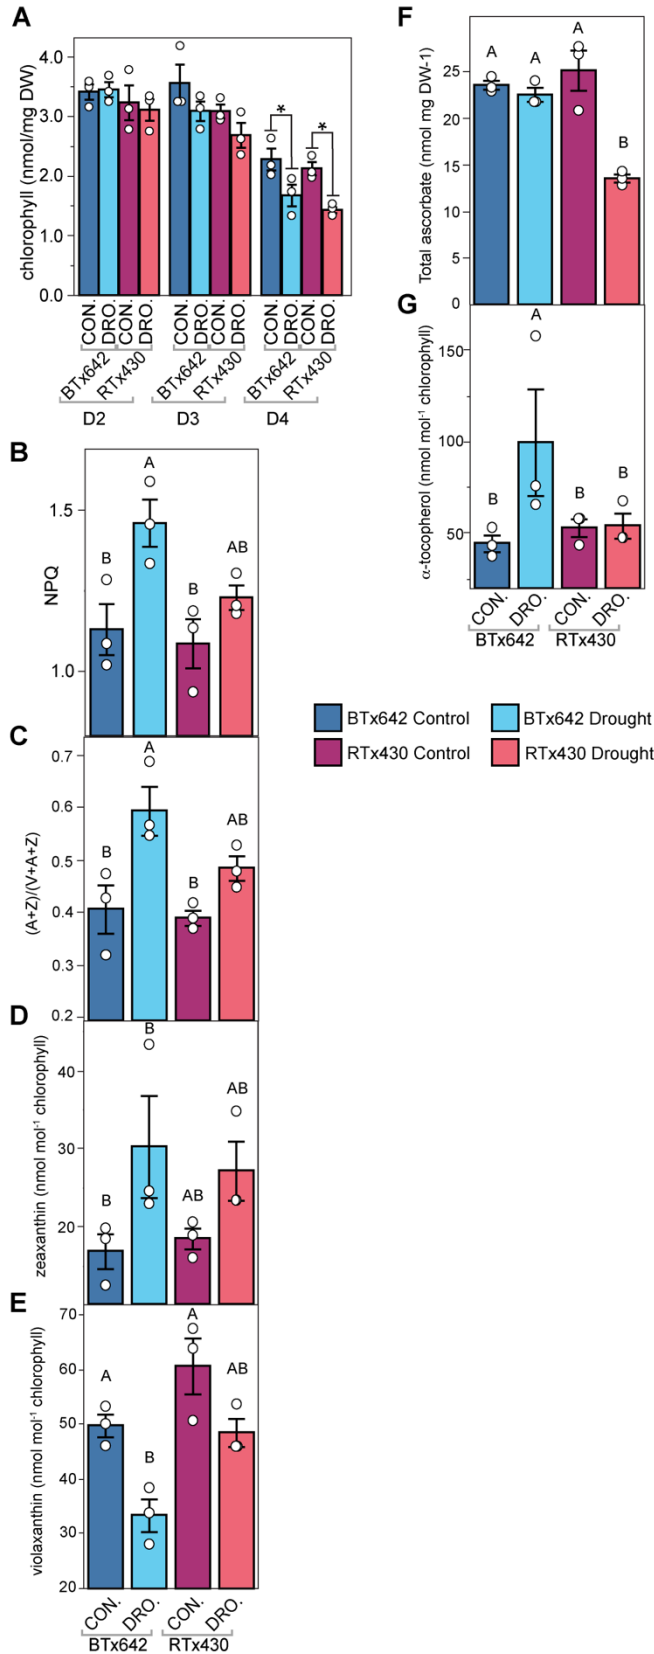 A
chlorophyll (nmol/mg DW)
4.0
3.0
2.0
1.0
0.0
*
*
CON.
DRO.
CON.
DRO.
CON.
DRO.
CON.
DRO.
CON.
DRO.
CON.
DRO.
BTx642
RTx430
BTx642
RTx430
BTx642
RTx430
D2
D3
D4
B
NPQ
1.5
1.0
B
A
B
AB
C
(A+Z)/(V+A+Z)
0.7
0.6
0.5
0.4
0.3
0.2
B
A
B
AB
D
zeaxanthin (nmol mol-1 chlorophyll)
40
30
20
B
B
AB
AB
E
violaxanthin (nmol mol-1 chlorophyll)
70
60
50
40
30
20
A
B
A
AB
CON.
DRO.
CON.
DRO.
BTx642
RTx430
F
Total ascorbate (nmol mg DW-1)
25
20
15
10
5
0
A
A
A
B
G
α-tocopherol (nmol mol-1 chlorophyll)
150
100
50
B
A
B
B
CON.
DRO.
CON.
DRO.
BTx642
RTx430
BTx642 Control
BTx642 Drought
RTx430 Control
RTx430 Drought